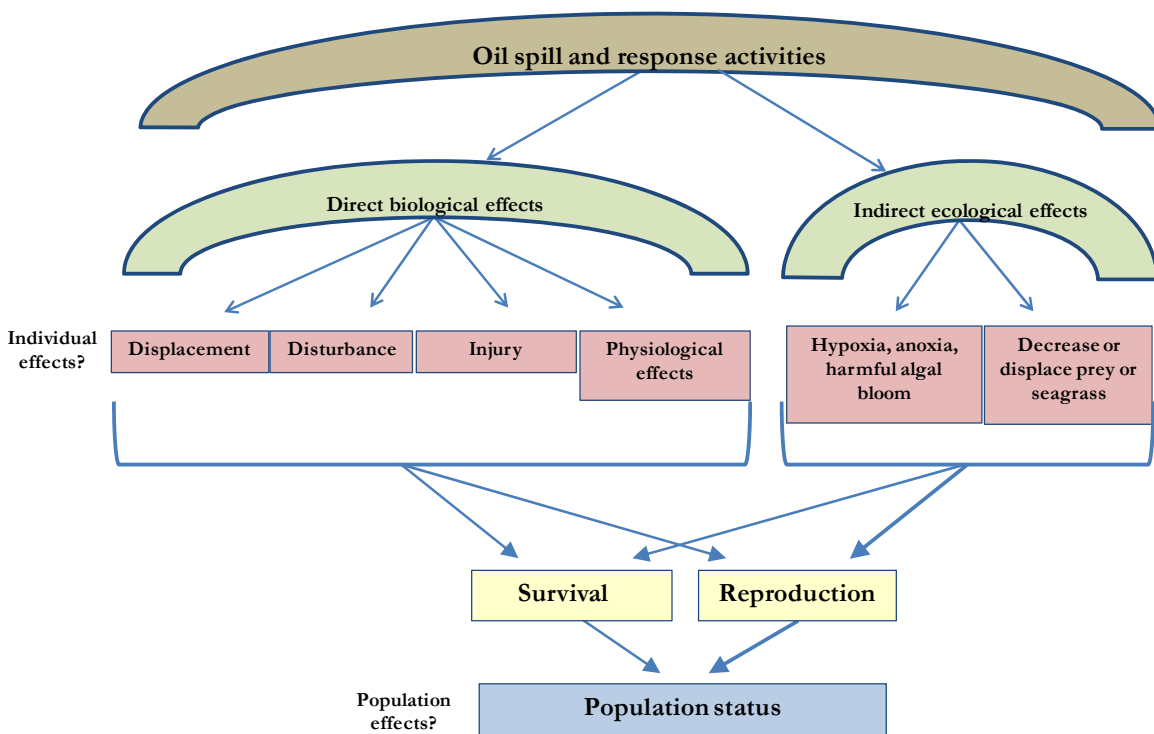 Oil spill and response activities
Direct biological effects
Indirect ecological effects
Individual
effects?
Displacement
Disturbance
Injury
Physiological
effects
Hypoxia, anoxia,
harmful algal
bloom
Decrease or
displace prey or
seagrass
Survival
Reproduction
Population
effects?
Population status